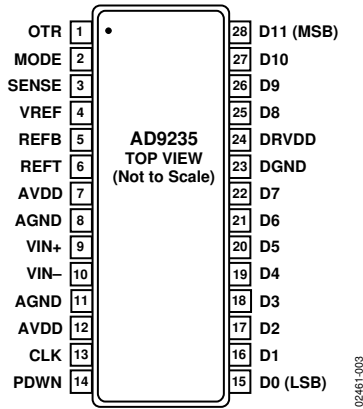 OTR 1 28 D11 (MSB)
MODE 2 27 D10
SENSE 3 26 D9
VREF 4 25 D8
REFB 5 AD9235 24 DRVDD
TOP VIEW
REFT 6 (Not to Scale) 23 DGND
AVDD 7 22 D7
AGND 8 21 D6
VIN+ 9 20 D5
VIN– 10 19 D4
AGND 11 18 D3
AVDD 12 17 D2
CLK 13 16 D1
PDWN 14 15 D0 (LSB)
02461-003